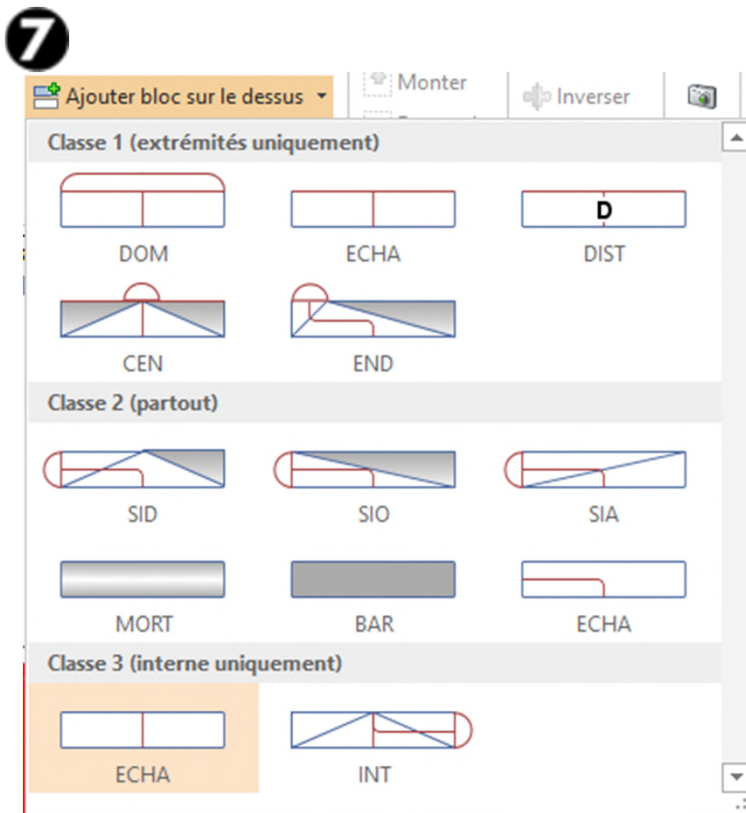 7
Ajouter bloc sur le dessus
Monter
Inverser
Classe 1 (extrémités uniquement)
DOM ECHA DIST
D
CEN END
Classe 2 (partout)
SID SIO SIA
MORT BAR ECHA
Classe 3 (interne uniquement)
ECHA INT